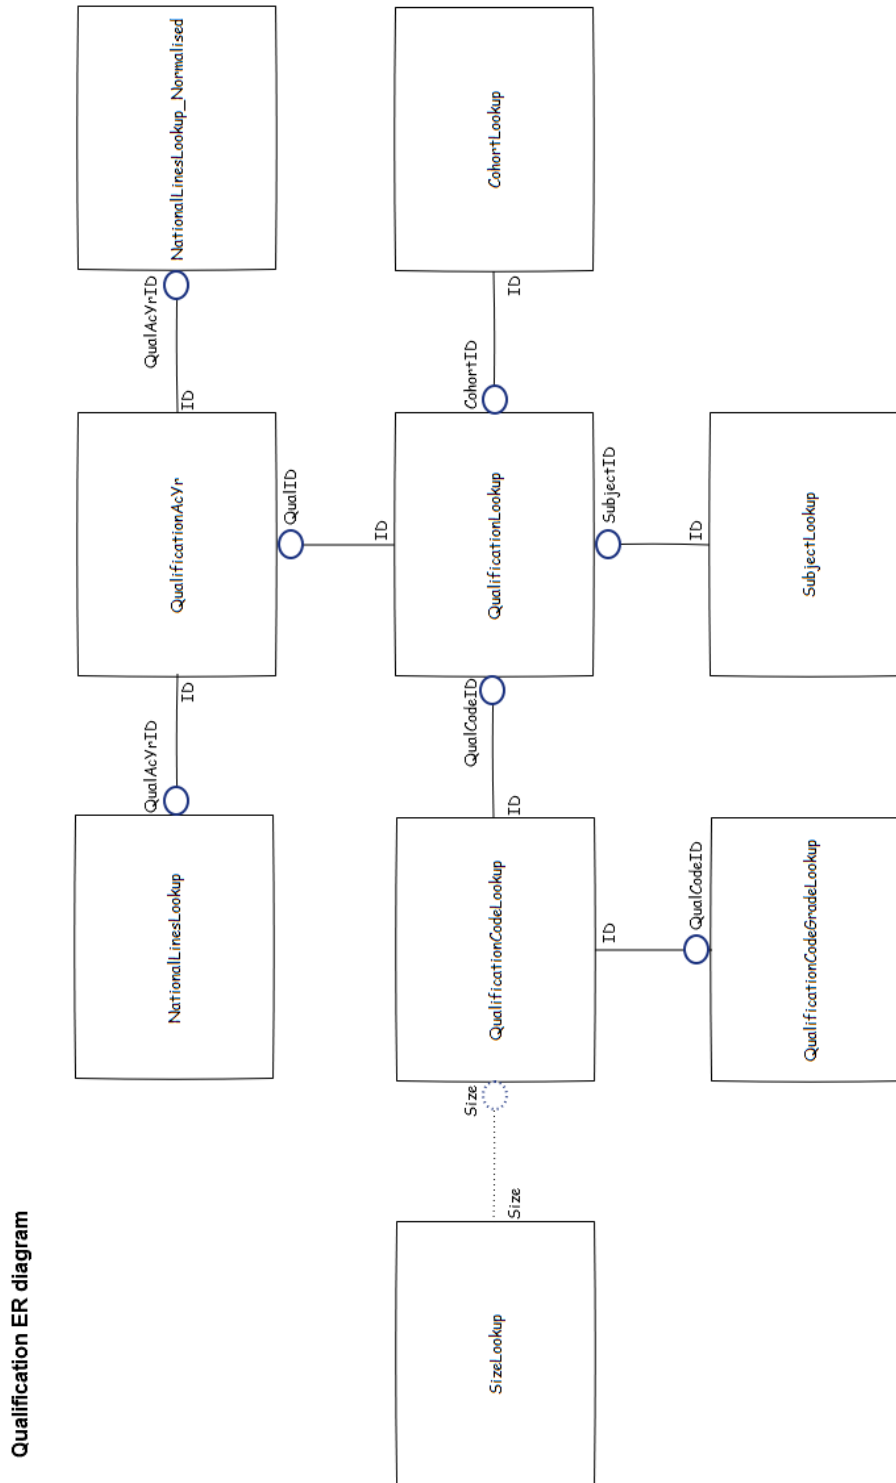 Qualification ER diagram
NationalLinesLookup
QualAcYrID
ID
QualificationAcYr
ID
QualAcYrID
NationalLinesLookup_Normalised
QualID
ID
SizeLookup
Size
Size
QualificationCodeLookup
ID
QualCodeID
QualificationLookup
CohortID
ID
CohortLookup
ID
QualCodeID
QualificationCodeGradeLookup
SubjectID
ID
SubjectLookup